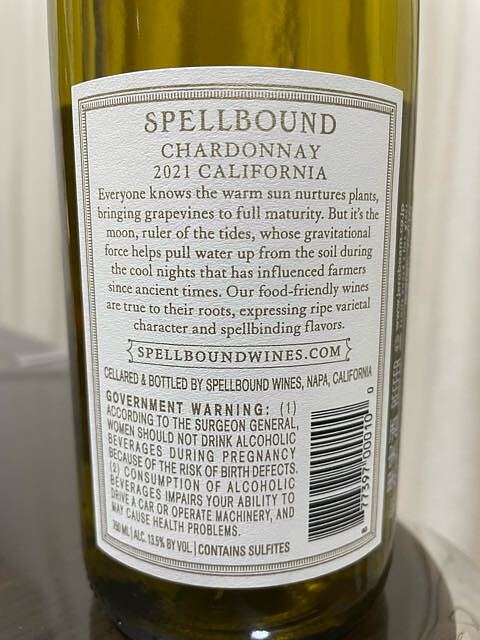 SPELLBOUND
CHARDONNAY
2021 CALIFORNIA
Everyone knows the warm sun nurtures plants,
bringing grapevines to full maturity. But it's the
moon, ruler of the tides, whose gravitational
force helps pull water up from the soil during
the cool nights that has influenced farmers
since ancient times. Our food-friendly wines
are true to their roots, expressing ripe varietal
character and spellbinding flavors.
SPELLBOUNDWINES.COM
CELLARED & BOTTLED BY SPELLBOUND WINES, NAPA, CALIFORNIA
GOVERNMENT WARNING: (1)
ACCORDING TO THE SURGEON GENERAL,
WOMEN SHOULD NOT DRINK ALCOHOLIC
BEVERAGES DURING PREGNANCY
BECAUSE OF THE RISK OF BIRTH DEFECTS.
(2) CONSUMPTION OF ALCOHOLIC
BEVERAGES IMPAIRS YOUR ABILITY TO
DRIVE A CAR OR OPERATE MACHINERY, AND
MAY CAUSE HEALTH PROBLEMS.
750 ML | ALC. 13.5% BY VOL | CONTAINS SULFITES
8 77397 00010 0